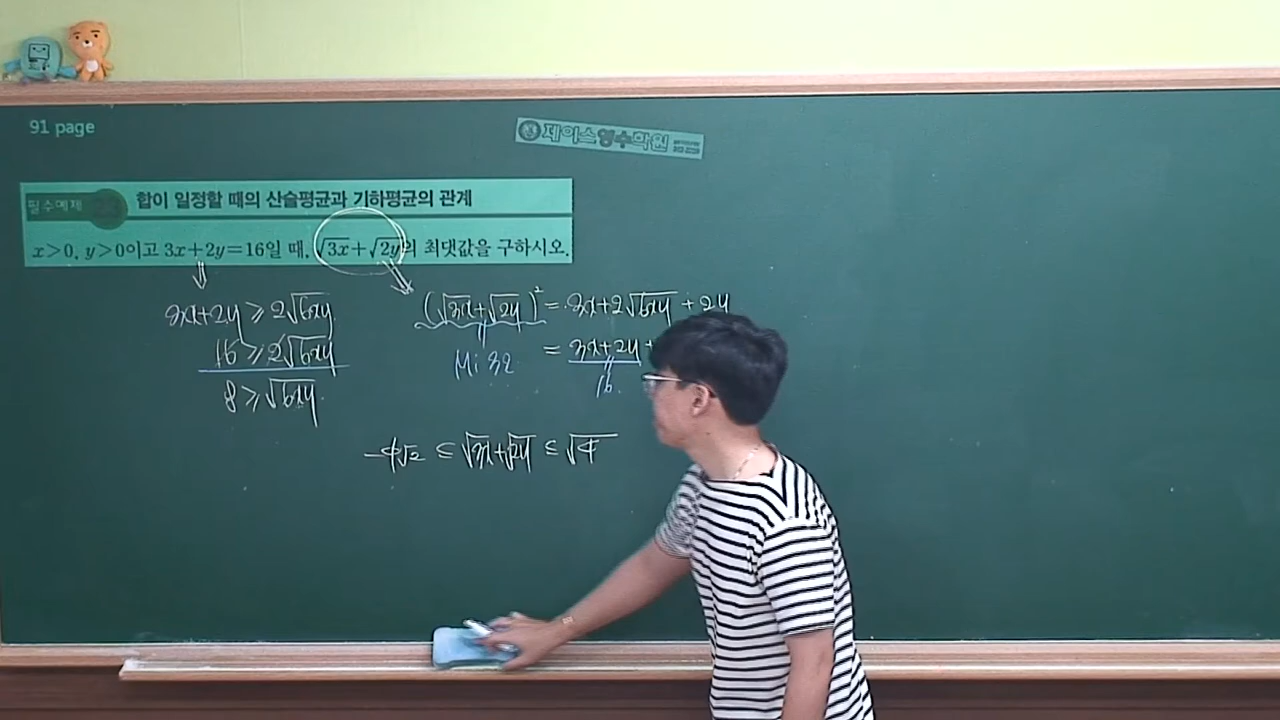 91 page
제이스영수학원
필수예제
합이 일정할 때의 산술평균과 기하평균의 관계
x>0, y>0이고 3x+2y=16일 때, √3x+√2y의 최댓값을 구하시오.
3x+2y ≥ 2√6xy
16 ≥ 2√6xy
8 ≥ √6xy
(√3x+√2y)² = 3x+2√6xy+2y
= 3x+2y+
16
32
-4√2 ≤ √3x+√2y ≤ √4